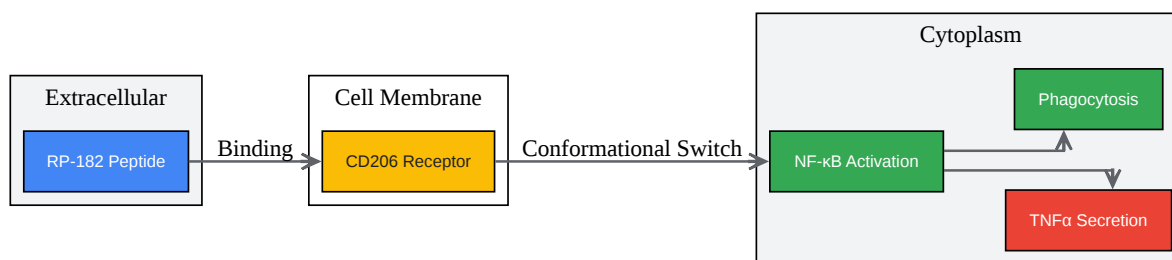 Cytoplasm
Extracellular
Cell Membrane
Phagocytosis
RP-182 Peptide
Binding
CD206 Receptor
Conformational Switch
NF-κB Activation
TNFα Secretion